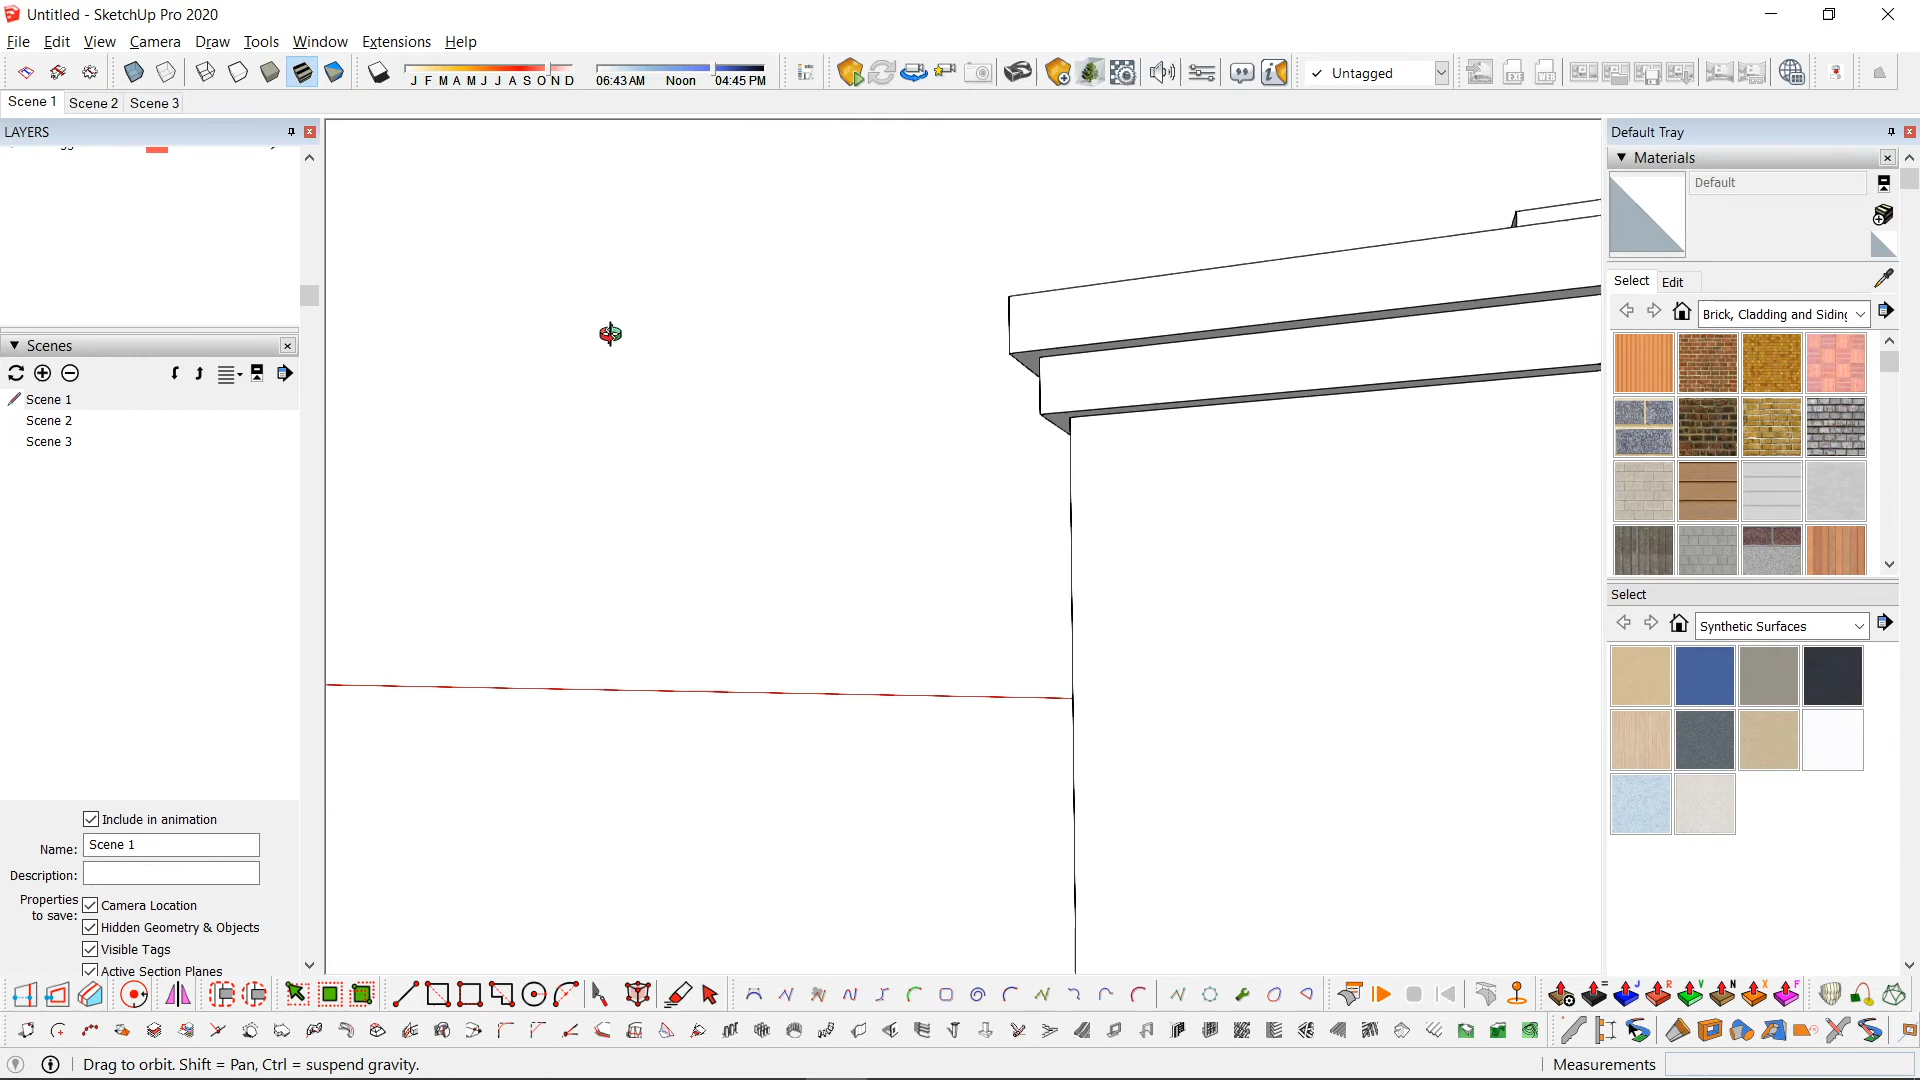 Untitled - SketchUp Pro 2020
File Edit View Camera Draw Tools Window Extensions Help
J F M A M J J A S O N D 06:43 AM Noon 04:45 PM Untagged
Scene 1 Scene 2 Scene 3
LAYERS
Default Tray
Materials
Default
Select Edit
Brick, Cladding and Siding
Scenes
Scene 1
Scene 2
Scene 3
Select
Synthetic Surfaces
Include in animation
Name: Scene 1
Description:
Properties to save:
Camera Location
Hidden Geometry & Objects
Visible Tags
Active Section Planes
Drag to orbit. Shift = Pan, Ctrl = suspend gravity.
Measurements